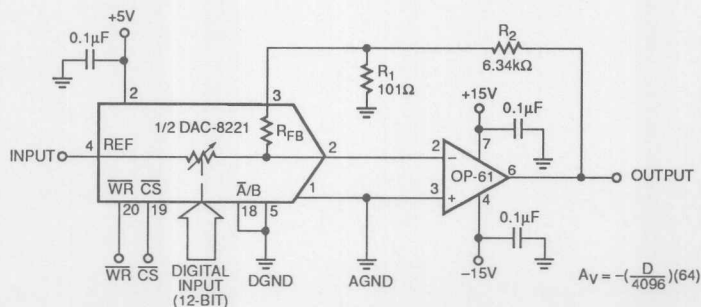 +5V
0.1µF
2
3
R2
6.34kΩ
R1
101Ω
1/2 DAC-8221
RFB
4
REF
INPUT
WR CS
20 19
A/B
18 5
2
1
2
3
−
+
OP-61
+15V
7
0.1µF
6
OUTPUT
4
0.1µF
−15V
WR CS
DIGITAL
INPUT
(12-BIT)
DGND
AGND
AV = −(D/4096)(64)